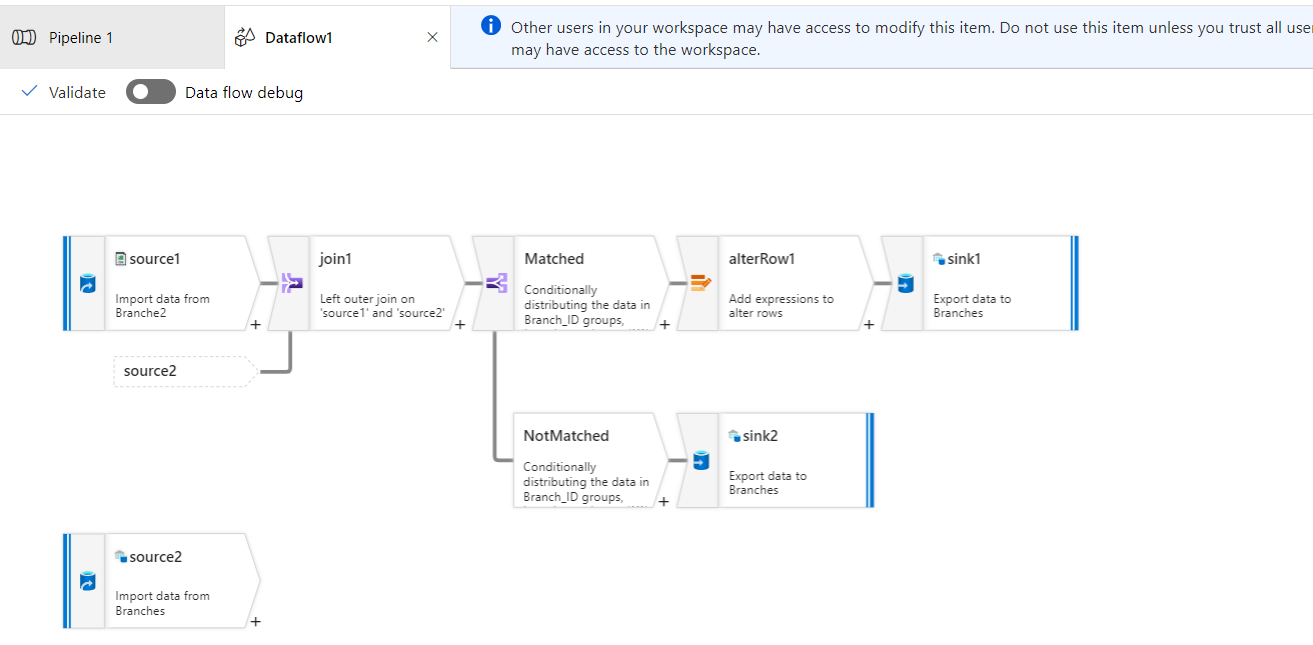 Pipeline 1
Dataflow1
Other users in your workspace may have access to modify this item. Do not use this item unless you trust all
may have access to the workspace.
Validate
Data flow debug
source1
Import data from
Branche2
+
join1
Left outer join on
'source1' and 'source2'
+
Matched
Conditionally
distributing the data in
Branch_ID groups,
+
alterRow1
Add expressions to
alter rows
+
sink1
Export data to
Branches
source2
NotMatched
Conditionally
distributing the data in
Branch_ID groups,
+
sink2
Export data to
Branches
source2
Import data from
Branches
+